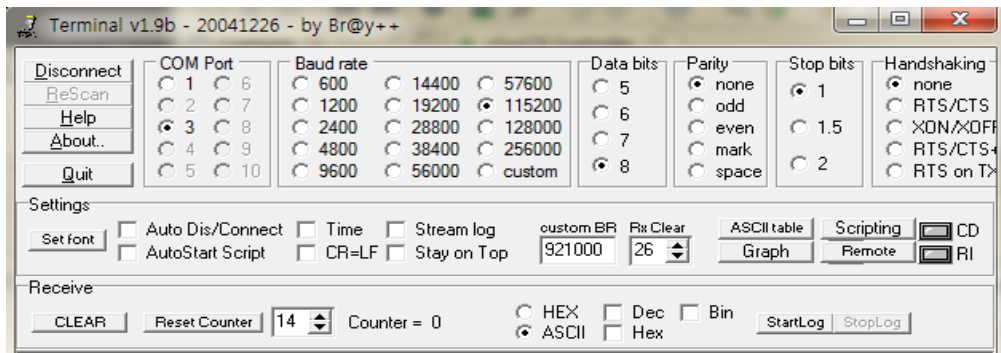 Terminal v1.9b - 20041226 - by Br@y++
Disconnect
ReScan
Help
About..
Quit
COM Port
1 6
2 7
3 8
4 9
5 10
Baud rate
600 14400 57600
1200 19200 115200
2400 28800 128000
4800 38400 256000
9600 56000 custom
Data bits
5
6
7
8
Parity
none
odd
even
mark
space
Stop bits
1
1.5
2
Handshaking
none
RTS/CTS
XON/XOFF
RTS/CTS+
RTS on TX
Settings
Set font
Auto Dis/Connect Time Stream log
AutoStart Script CR=LF Stay on Top
custom BR Rx Clear
921000 26
ASCII table Scripting CD
Graph Remote RI
Receive
CLEAR Reset Counter 14 Counter = 0
HEX Dec Bin
ASCII Hex
StartLog StopLog